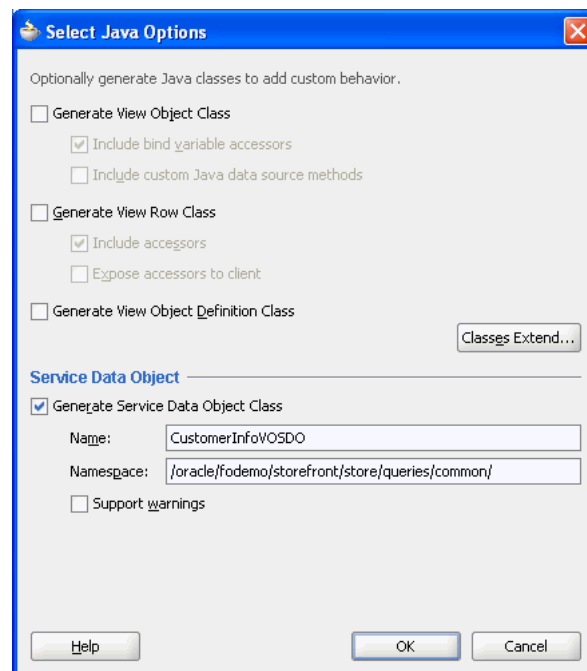 Select Java Options
Optionally generate Java classes to add custom behavior.
Generate View Object Class
Include bind variable accessors
Include custom Java data source methods
Generate View Row Class
Include accessors
Expose accessors to client
Generate View Object Definition Class
Classes Extend...
Service Data Object
Generate Service Data Object Class
Name: CustomerInfoVOSDO
Namespace: /oracle/fodemo/storefront/store/queries/common/
Support warnings
Help OK Cancel